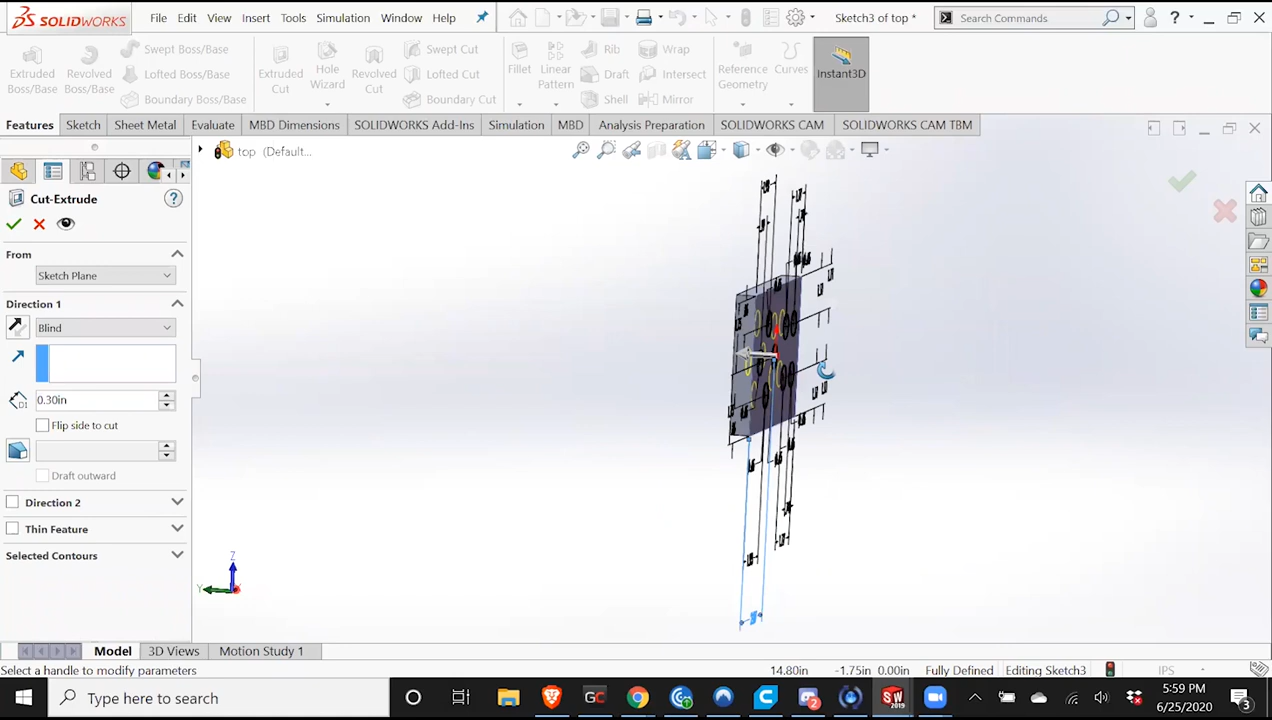 SOLIDWORKS File Edit View Insert Tools Simulation Window Help Sketch3 of top * Search Commands ?
Extruded Boss/Base Revolved Boss/Base Swept Boss/Base Lofted Boss/Base Boundary Boss/Base Extruded Cut Hole Wizard Revolved Cut Swept Cut Lofted Cut Boundary Cut Fillet Linear Pattern Rib Draft Shell Wrap Intersect Mirror Reference Geometry Curves Instant3D
Features Sketch Sheet Metal Evaluate MBD Dimensions SOLIDWORKS Add-Ins Simulation MBD Analysis Preparation SOLIDWORKS CAM SOLIDWORKS CAM TBM
top (Default...
Cut-Extrude ?
From
Sketch Plane
Direction 1
Blind
D1 0.30in
Flip side to cut
Draft outward
Direction 2
Thin Feature
Selected Contours
Z
Y
Model 3D Views Motion Study 1
Select a handle to modify parameters 14.80in -1.75in 0.00in Fully Defined Editing Sketch3 IPS -
Type here to search
GC
2
SW
2019
5:59 PM
6/25/2020
3